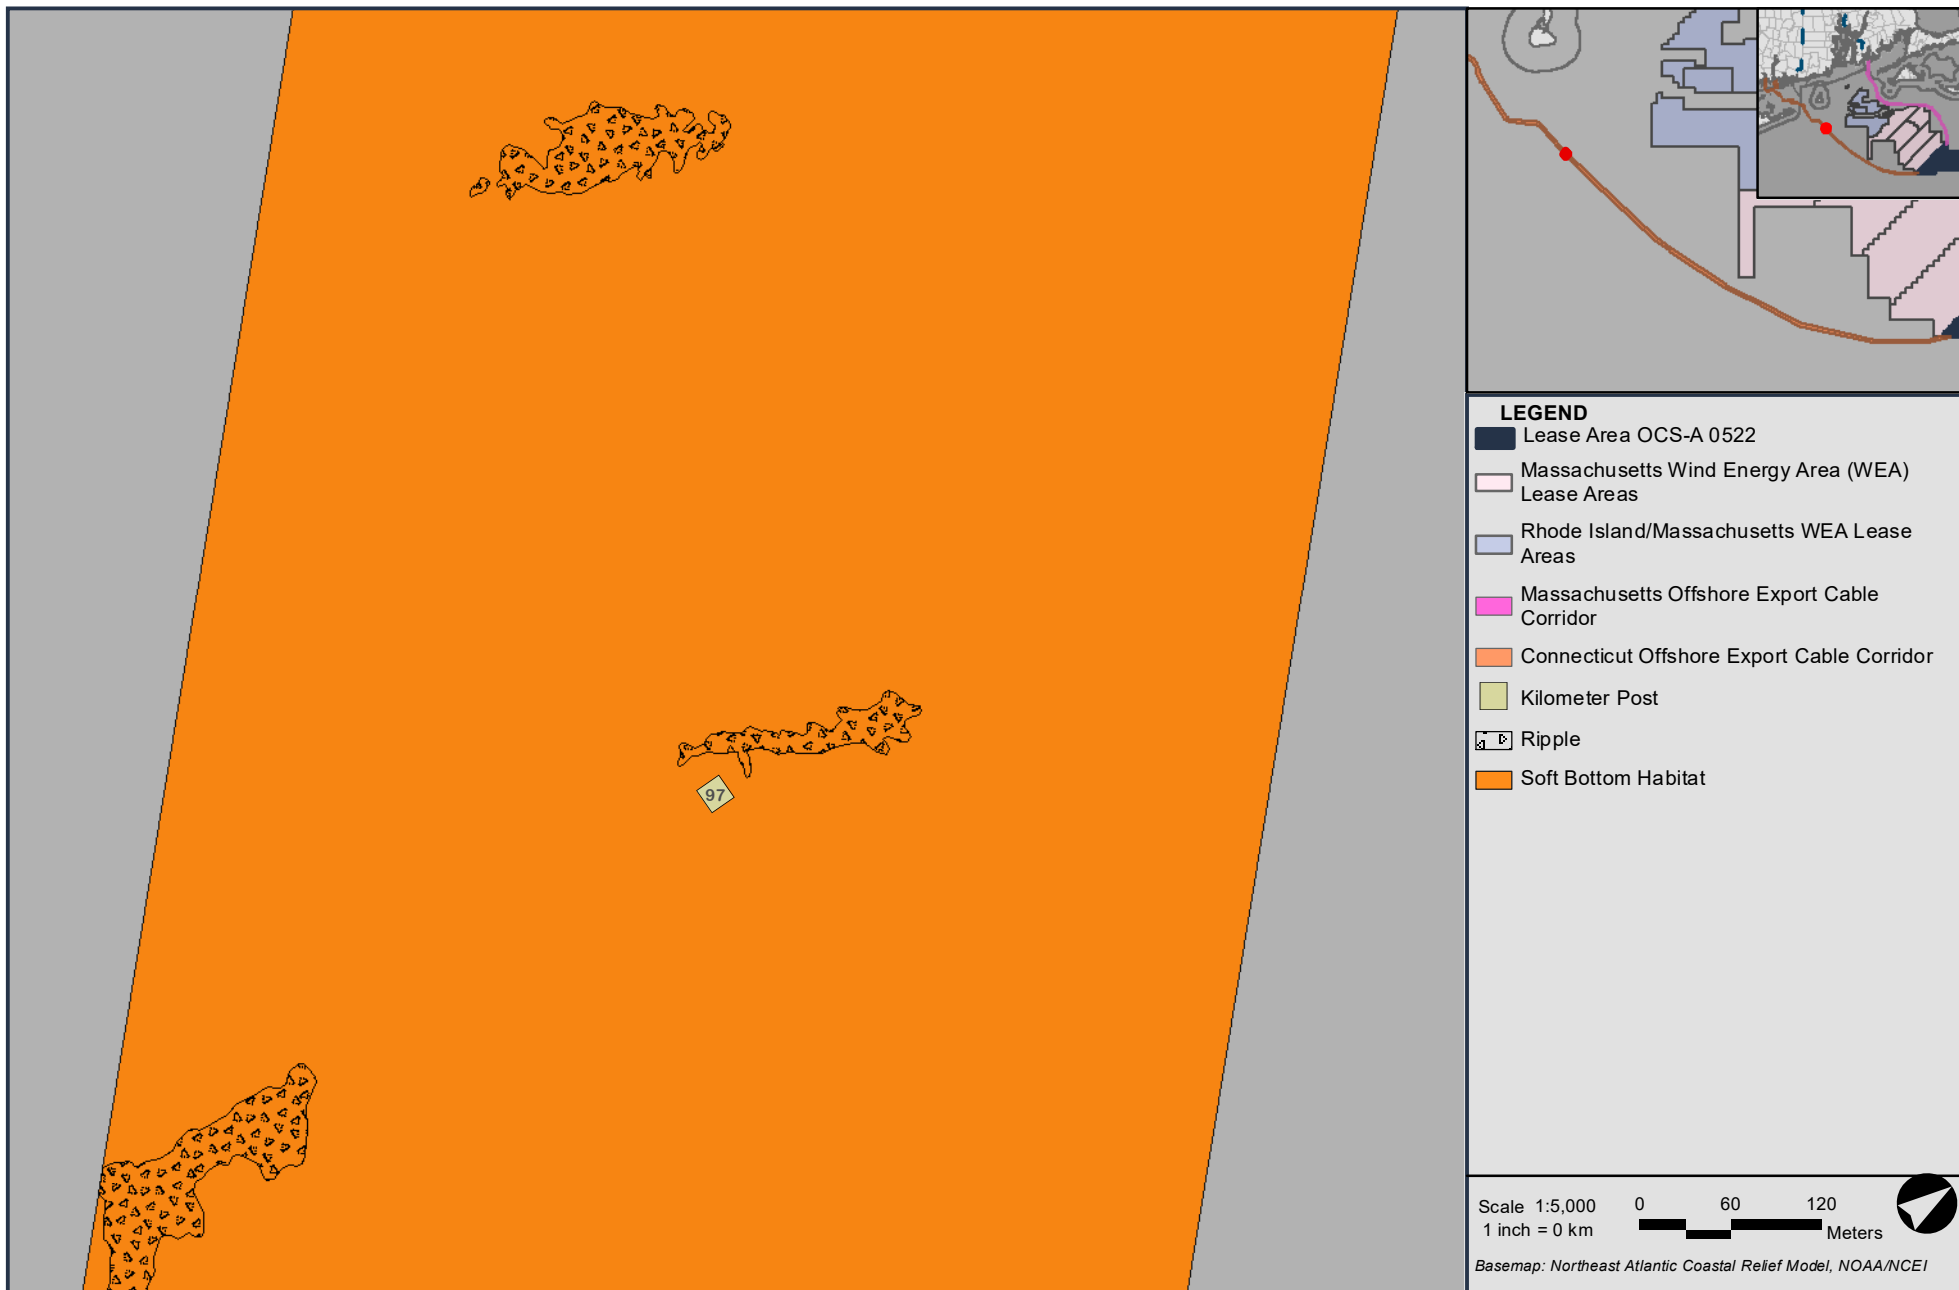 97
LEGEND
Lease Area OCS-A 0522
Massachusetts Wind Energy Area (WEA)
Lease Areas
Rhode Island/Massachusetts WEA Lease
Areas
Massachusetts Offshore Export Cable
Corridor
Connecticut Offshore Export Cable Corridor
Kilometer Post
Ripple
Soft Bottom Habitat
Scale 1:5,000
1 inch = 0 km
0 60 120
Meters
Basemap: Northeast Atlantic Coastal Relief Model, NOAA/NCEI